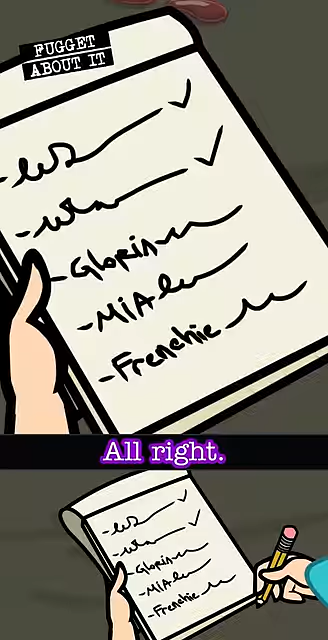 FUGGET
ABOUT IT
-Gloria
-MIA
-Frenchie
All right.
-Gloria
-MIA
-Frenchie